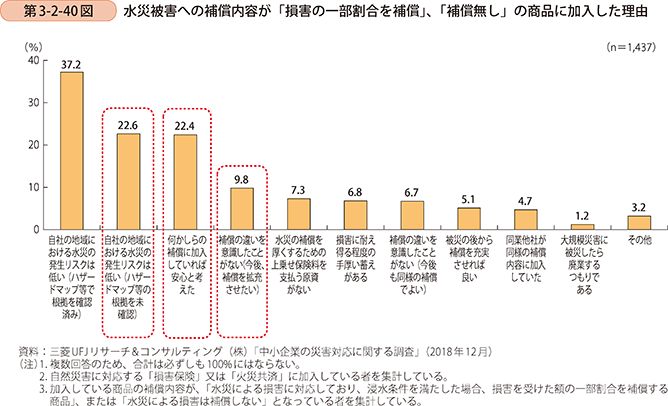 第3-2-40図
水災被害への補償内容が「損害の一部割合を補償」、「補償無し」の商品に加入した理由
(%)
(n=1,437)
40
30
20
10
0
37.2
22.6
22.4
9.8
7.3
6.8
6.7
5.1
4.7
1.2
3.2
自社の地域に
おける水災の
発生リスクは
低い(ハザー
ドマップ等で
根拠を確認
済み)
自社の地域に
おける水災の
発生リスクは
低い(ハザー
ドマップ等の
根拠を未確
認)
何かしらの
補償に加入
していれば
安心と考
えた
補償の違いを
意識したこと
がない(今後、
補償を拡充
させたい)
水災の補償を
厚くするための
上乗せ保険料を
支払う原資
がない
損害に耐え
得る程度の
手厚い蓄え
がある
補償の違いを
意識したこと
がない(今後
も同様の補償
でよい)
被災の後から
補償を充実
させれば
良い
同業他社が
同様の補償
内容に加入し
ていた
大規模災害に
被災したら
廃業する
つもりで
ある
その他
資料:三菱UFJリサーチ&コンサルティング(株)「中小企業の災害対応に関する調査」(2018年12月)
(注)1. 複数回答のため、合計は必ずしも100%にはならない。
2. 自然災害に対応する「損害保険」又は「火災共済」に加入している者を集計している。
3. 加入している商品の補償内容が、「水災による損害に対応しており、浸水条件を満たした場合、損害を受けた額の一部割合を補償する
商品」、または「水災による損害は補償しない」となっている者を集計している。